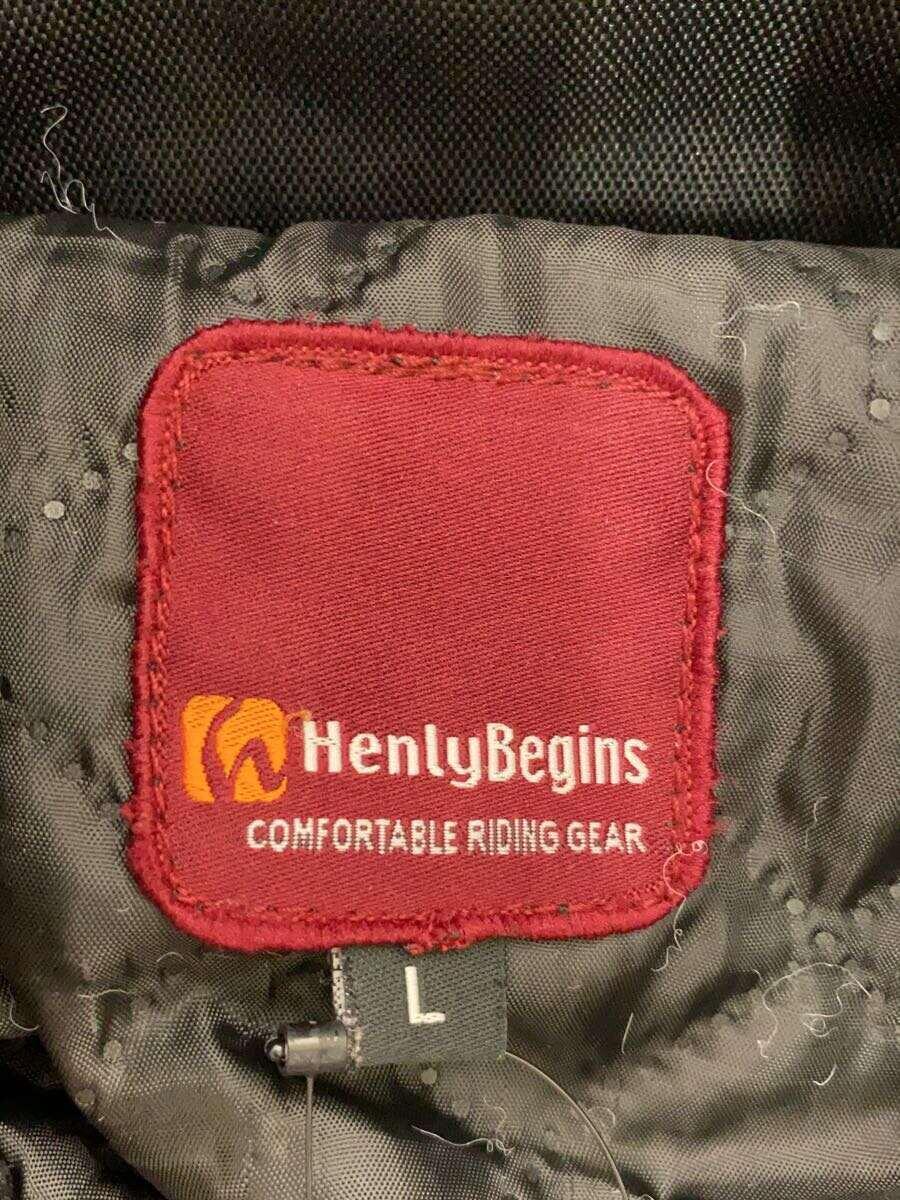 HenlyBegins
COMFORTABLE RIDING GEAR
L